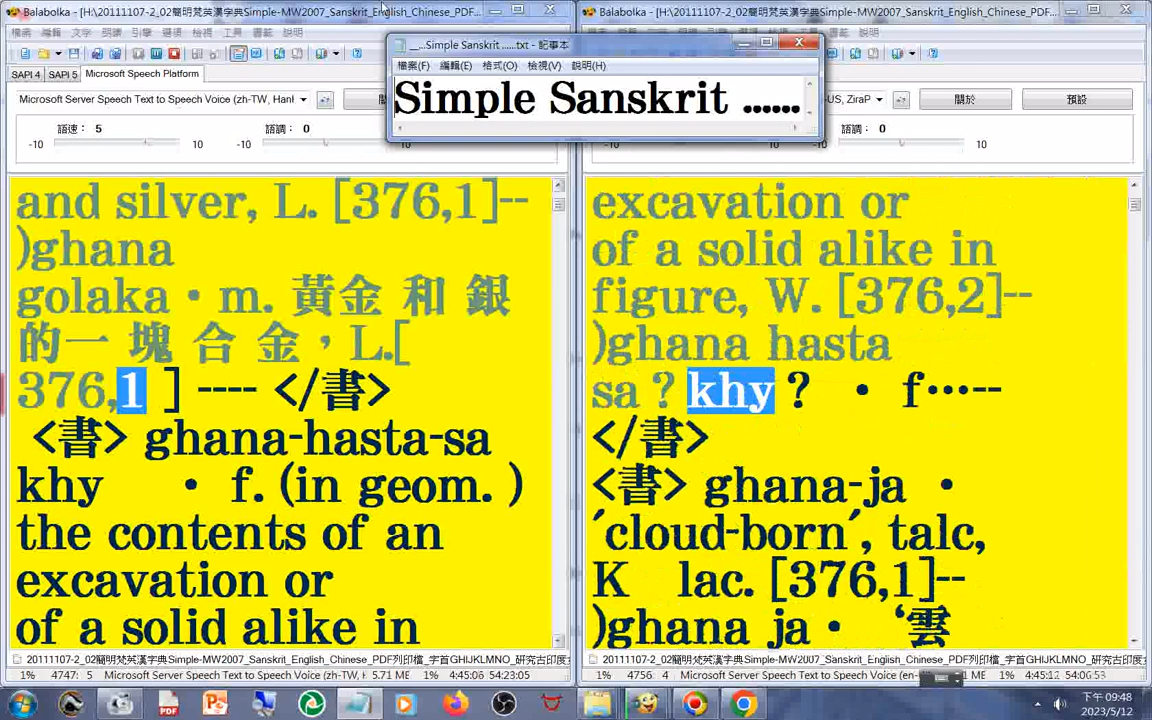 Balabolka - [H:\20111107-2_02簡明梵英漢字典Simple-MW2007_Sanskrit_English_Chinese_PDF...
檔案 編輯 文字 朗讀 引擎 選項 檢視 工具 書籤 說明
SAPI 4 SAPI 5 Microsoft Speech Platform
Microsoft Server Speech Text to Speech Voice (zh-TW, HanH
語速： 5 語調： 0
-10 10 -10
and silver, L. [376,1]--
)ghana
golaka • m. 黃金 和 銀
的一 塊 合 金，L.[
376,1 ] ---- </書>
<書> ghana-hasta-sa
khy • f. (in geom. )
the contents of an
excavation or
of a solid alike in
20111107-2_02簡明梵英漢字典Simple-MW2007_Sanskrit_English_Chinese_PDF列印檔_字首GHIJKLMNO_研究古印度
1% 4747: 5 Microsoft Server Speech Text to Speech Voice (zh-TW, 5.71 ME 1% 4:45:06 54:23:05
__...Simple Sanskrit ......txt - 記事本
檔案(F) 編輯(E) 格式(O) 檢視(V) 說明(H)
Simple Sanskrit ......
Balabolka - [H:\20111107-2_02簡明梵英漢字典Simple-MW2007_Sanskrit_English_Chinese_PDF...
-US, ZiraP 關於 預設
語調： 0
10
excavation or
of a solid alike in
figure, W. [376,2]--
)ghana hasta
sa？khy？ • f…--
</書>
<書> ghana-ja •
′cloud-born′, talc,
K lac. [376,1]--
)ghana ja • ‘雲
20111107-2_02簡明梵英漢字典Simple-MW2007_Sanskrit_English_Chinese_PDF列印檔_字首GHIJKLMNO_研究古印度
1% 4756: 4 Microsoft Server Speech Text to Speech Voice (en- 1% 4:45:12 54:06:53
下午 09:48
2023/5/12